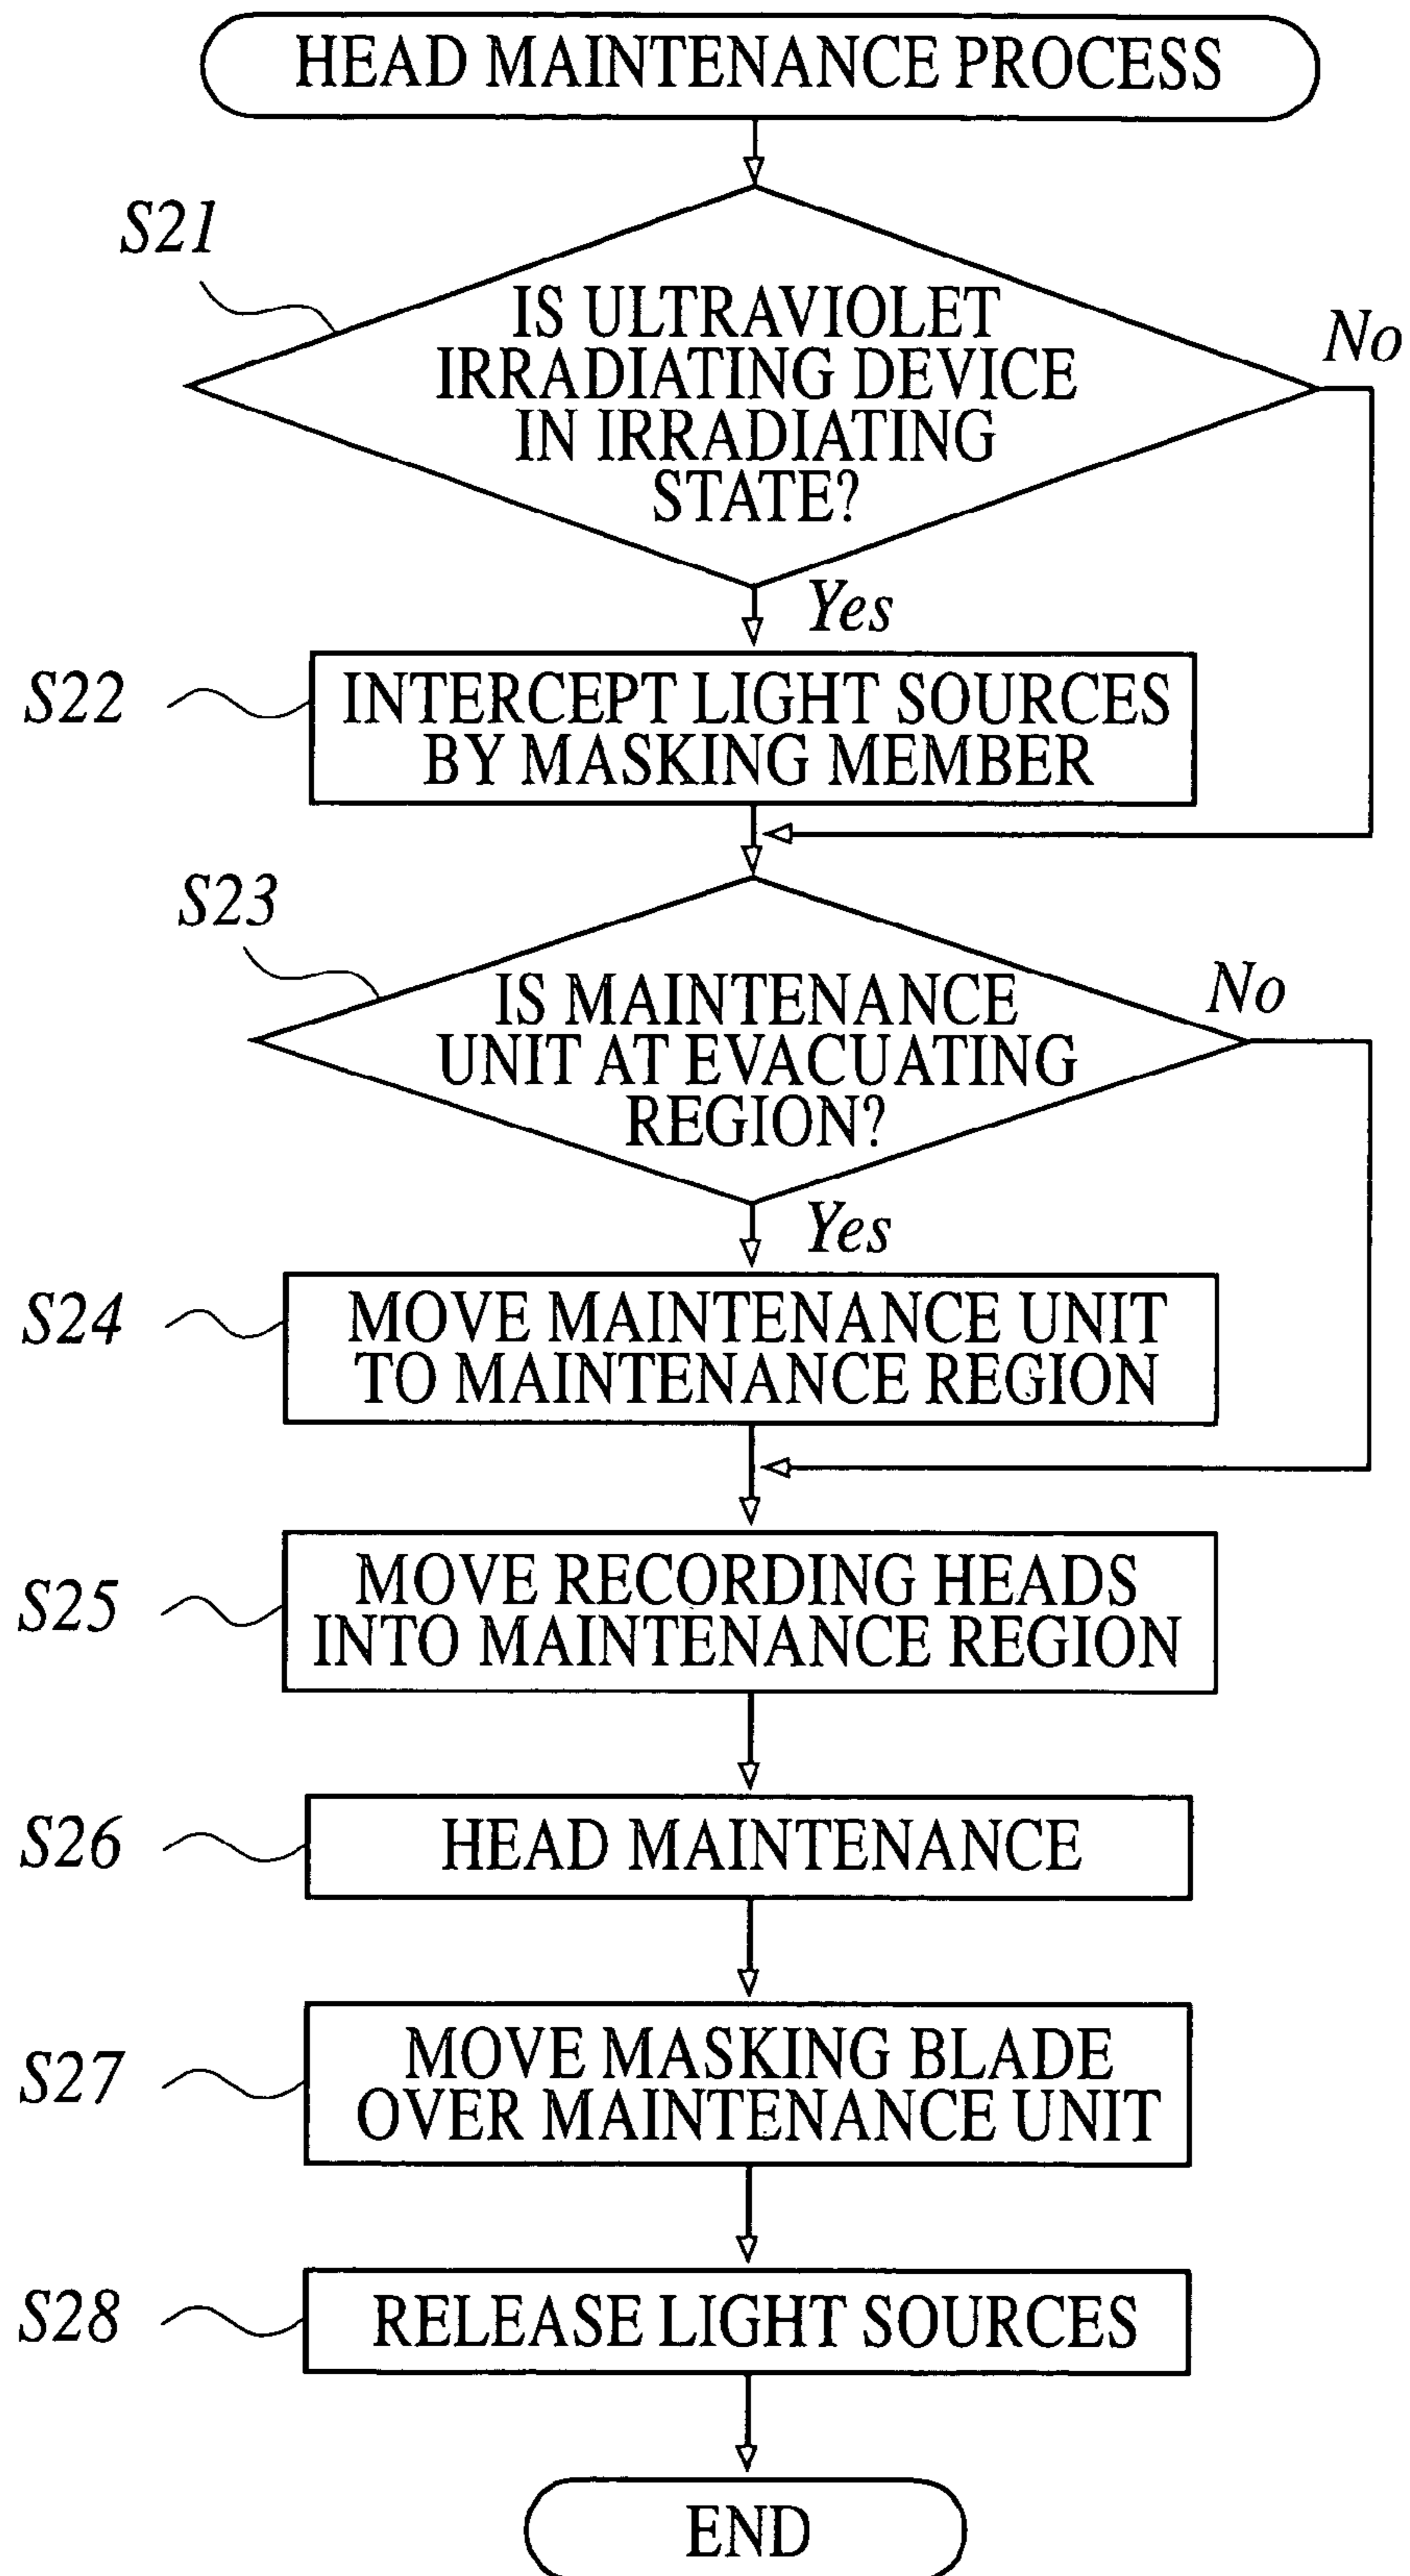 HEAD MAINTENANCE PROCESS
S21
IS ULTRAVIOLET
IRRADIATING DEVICE
IN IRRADIATING
STATE?
No
Yes
S22
INTERCEPT LIGHT SOURCES
BY MASKING MEMBER
S23
IS MAINTENANCE
UNIT AT EVACUATING
REGION?
No
Yes
S24
MOVE MAINTENANCE UNIT
TO MAINTENANCE REGION
S25
MOVE RECORDING HEADS
INTO MAINTENANCE REGION
S26
HEAD MAINTENANCE
S27
MOVE MASKING BLADE
OVER MAINTENANCE UNIT
S28
RELEASE LIGHT SOURCES
END